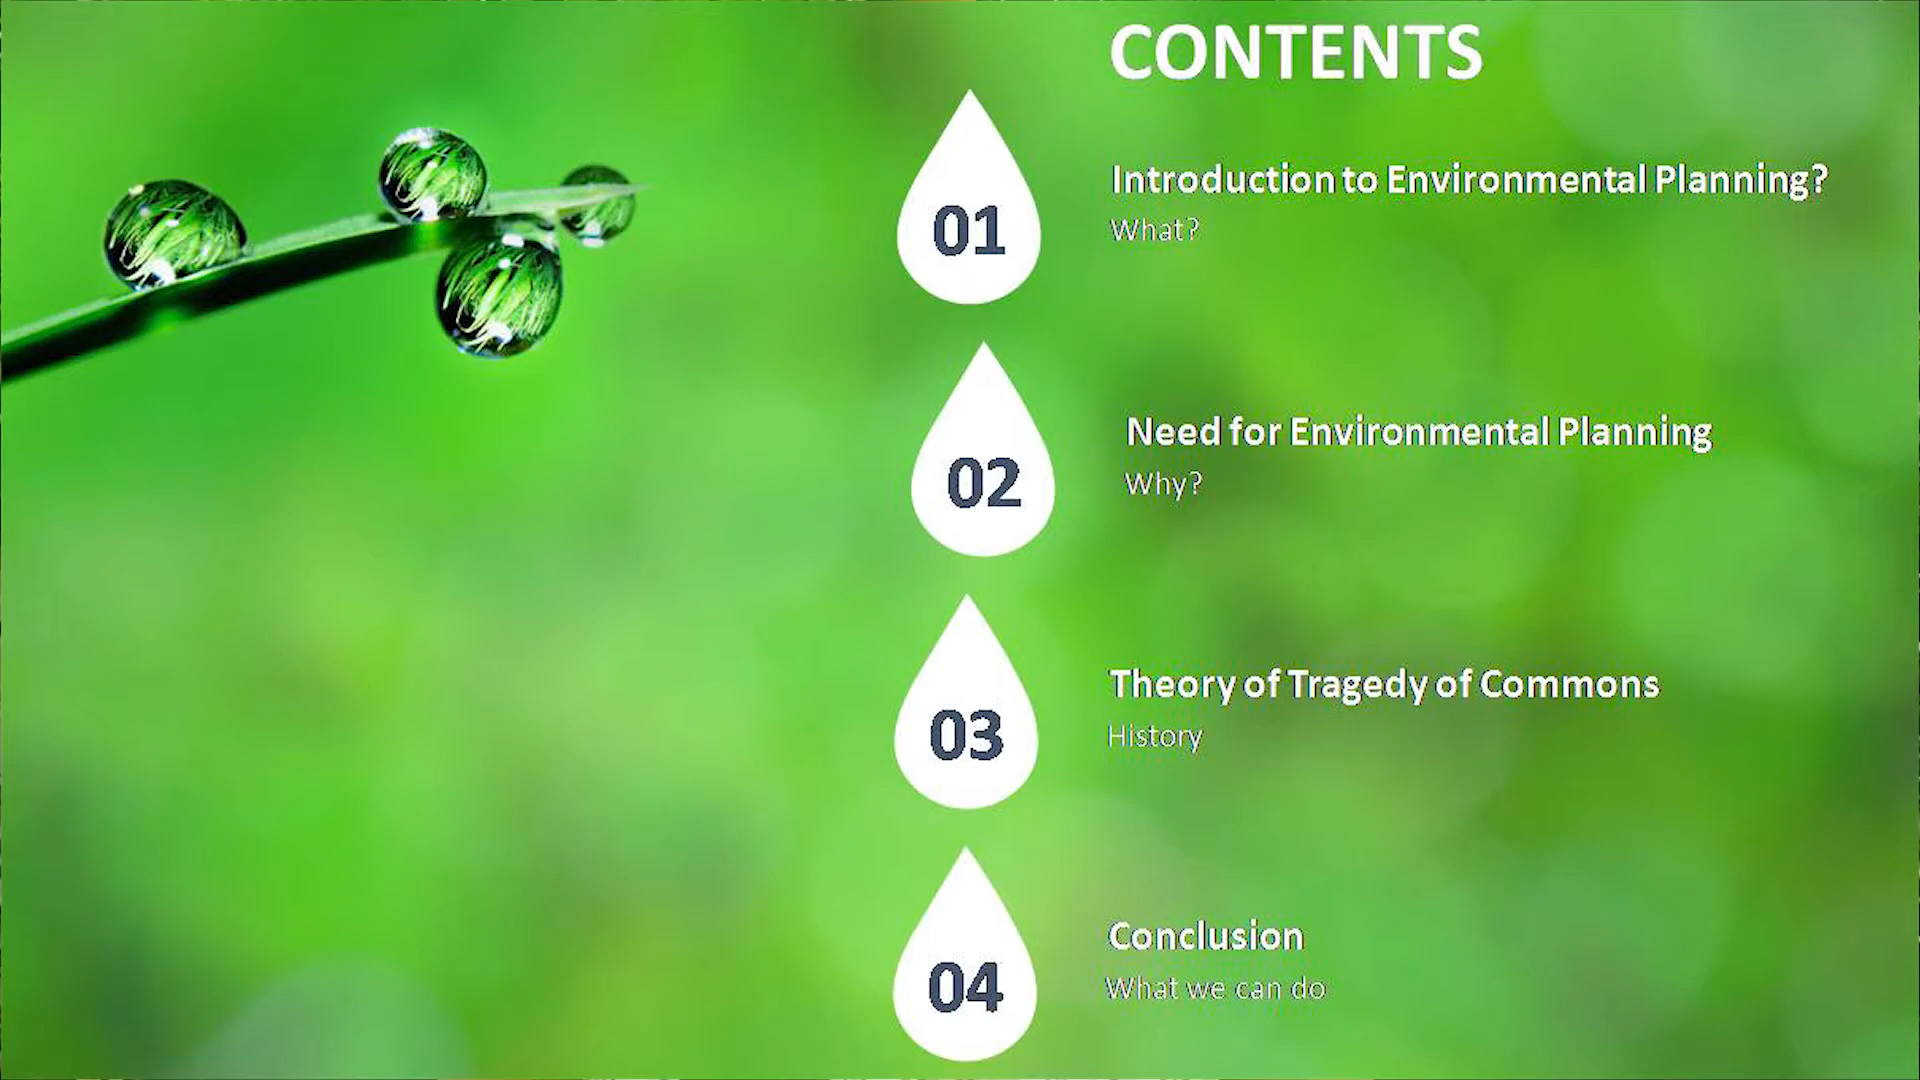 CONTENTS
01
Introduction to Environmental Planning?
What?
02
Need for Environmental Planning
Why?
03
Theory of Tragedy of Commons
History
04
Conclusion
What we can do